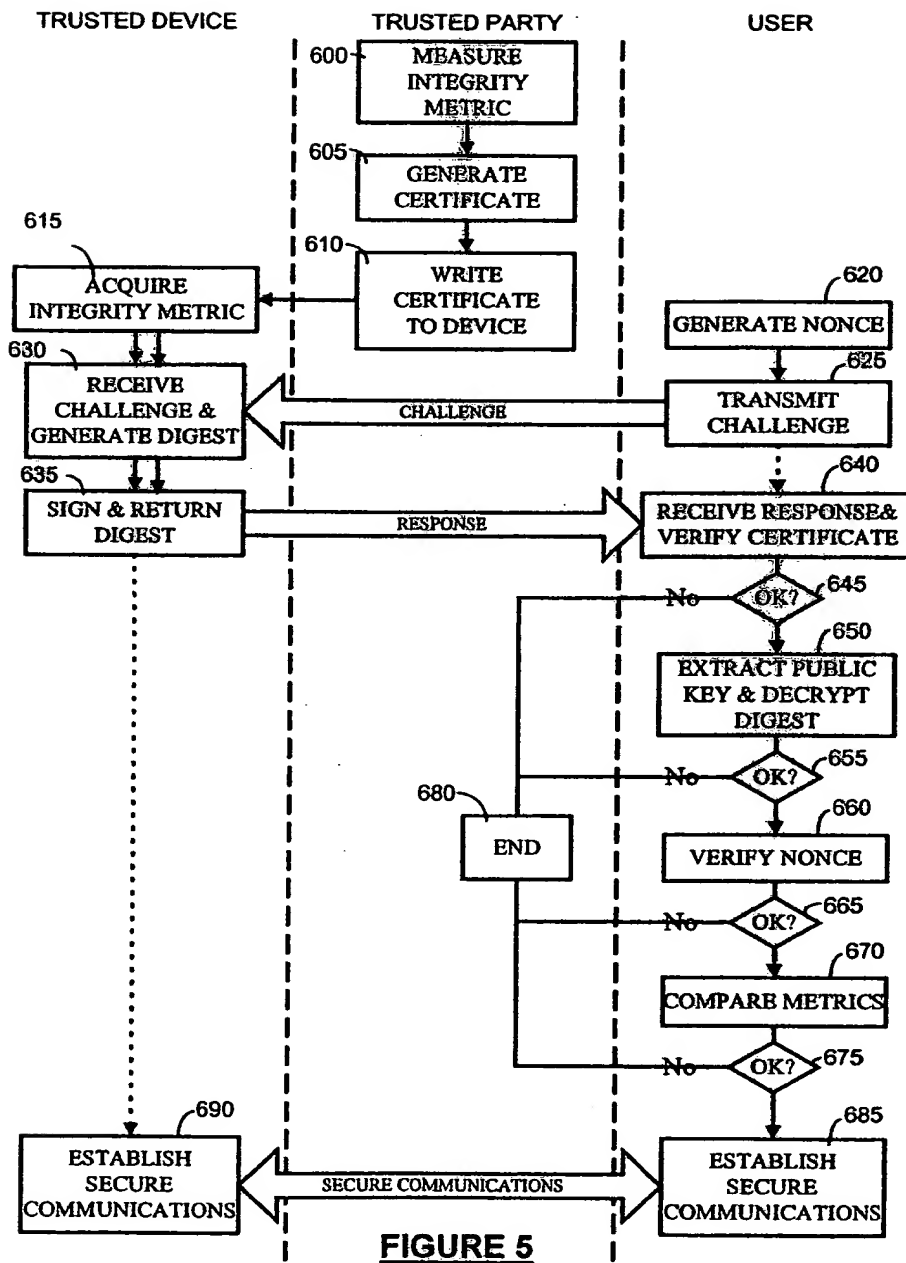 TRUSTED DEVICE
TRUSTED PARTY
USER
600
MEASURE
INTEGRITY
METRIC
605
GENERATE
CERTIFICATE
610
WRITE
CERTIFICATE
TO DEVICE
615
ACQUIRE
INTEGRITY METRIC
620
GENERATE NONCE
625
TRANSMIT
CHALLENGE
CHALLENGE
630
RECEIVE
CHALLENGE &
GENERATE DIGEST
635
SIGN & RETURN
DIGEST
RESPONSE
640
RECEIVE RESPONSE&
VERIFY CERTIFICATE
No
OK?
645
650
EXTRACT PUBLIC
KEY & DECRYPT
DIGEST
No
OK?
655
680
END
660
VERIFY NONCE
No
OK?
665
670
COMPARE METRICS
No
OK?
675
690
ESTABLISH
SECURE
COMMUNICATIONS
SECURE COMMUNICATIONS
685
ESTABLISH
SECURE
COMMUNICATIONS
FIGURE 5